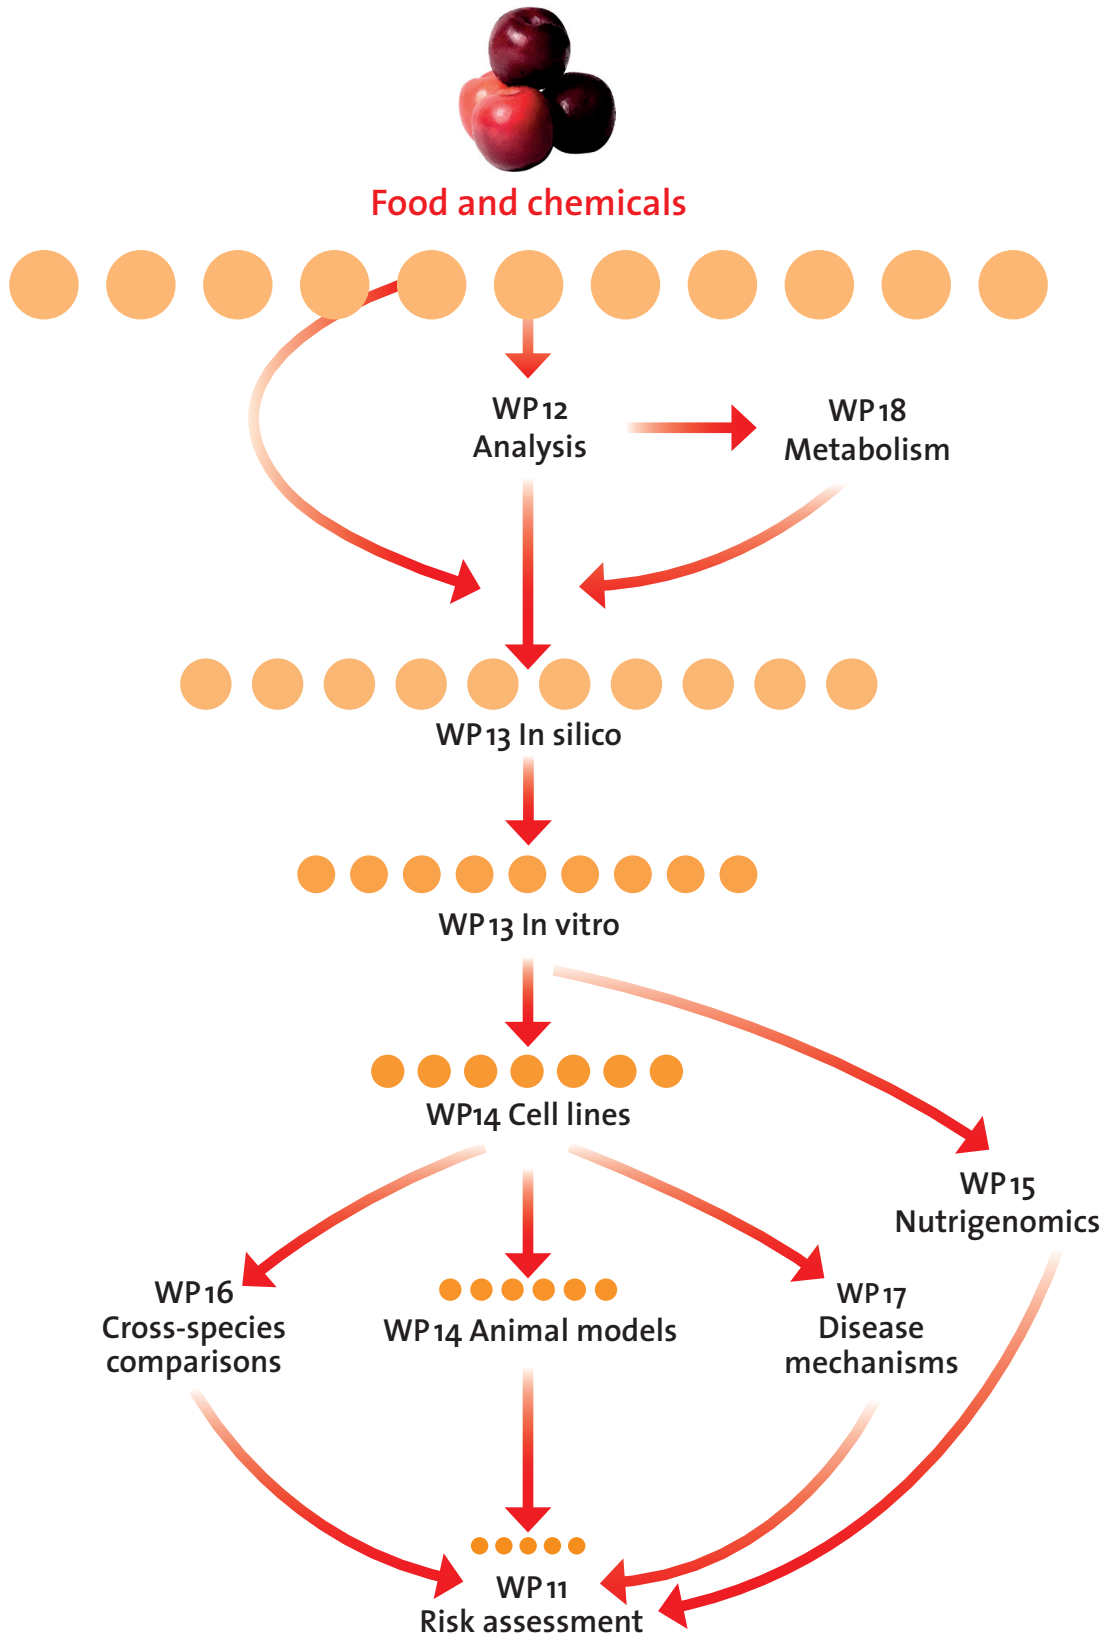 Food and chemicals
WP 12
Analysis
WP 18
Metabolism
WP 13 In silico
WP 13 In vitro
WP14 Cell lines
WP 15
Nutrigenomics
WP 16
Cross-species
comparisons
WP 14 Animal models
WP 17
Disease
mechanisms
WP 11
Risk assessment